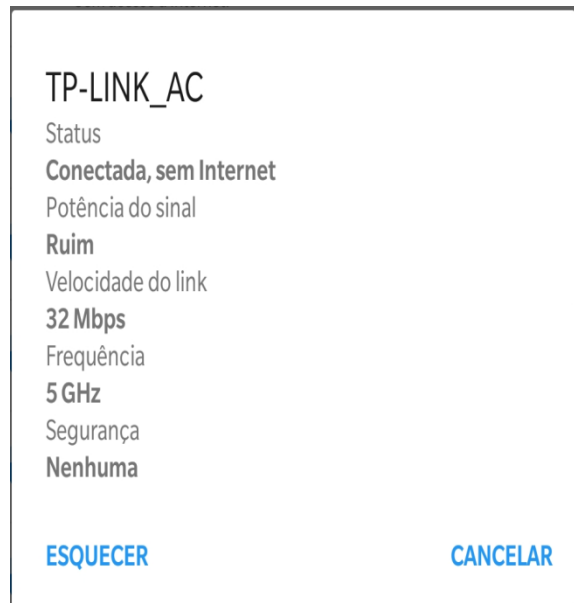 TP-LINK_AC
Status
Conectada, sem Internet
Potência do sinal
Ruim
Velocidade do link
32 Mbps
Frequência
5 GHz
Segurança
Nenhuma
ESQUECER CANCELAR